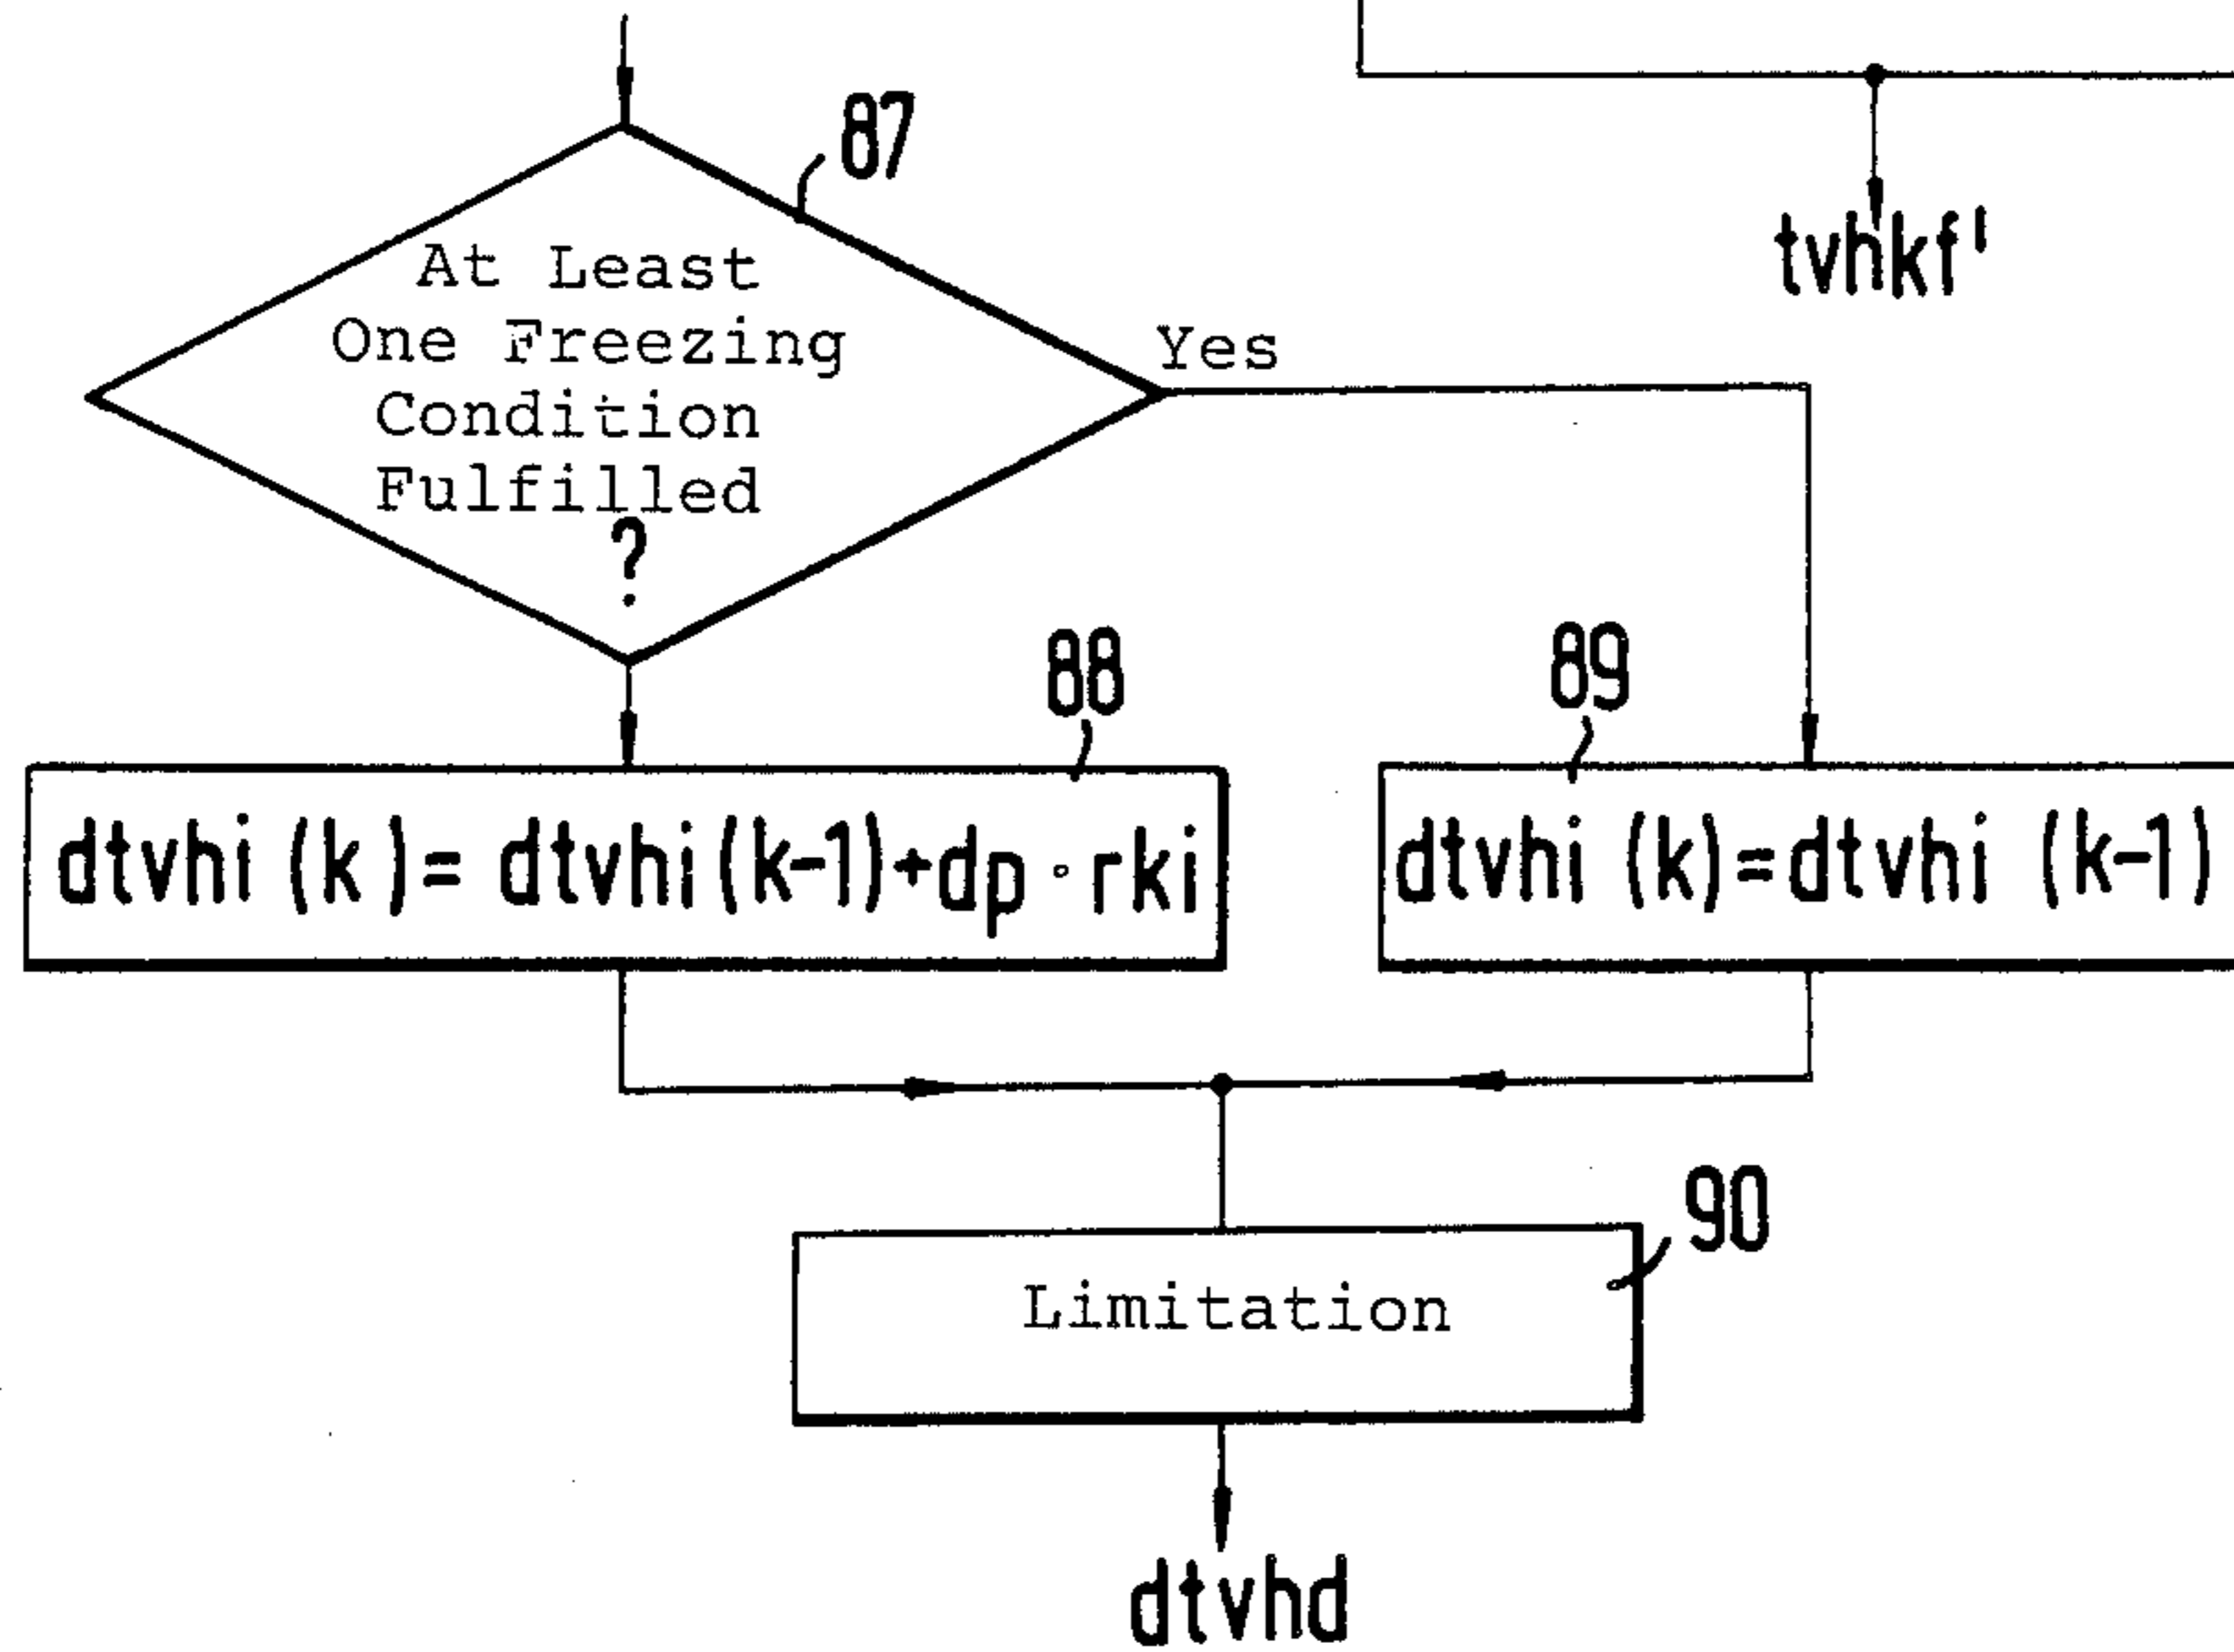 87
tvhkf'
At Least
One Freezing
Condition
Fulfilled
?
Yes
88
89
dtvhi (k)= dtvhi(k-1)+dp · rki
dtvhi (k)=dtvhi (k-1)
90
Limitation
dtvhd